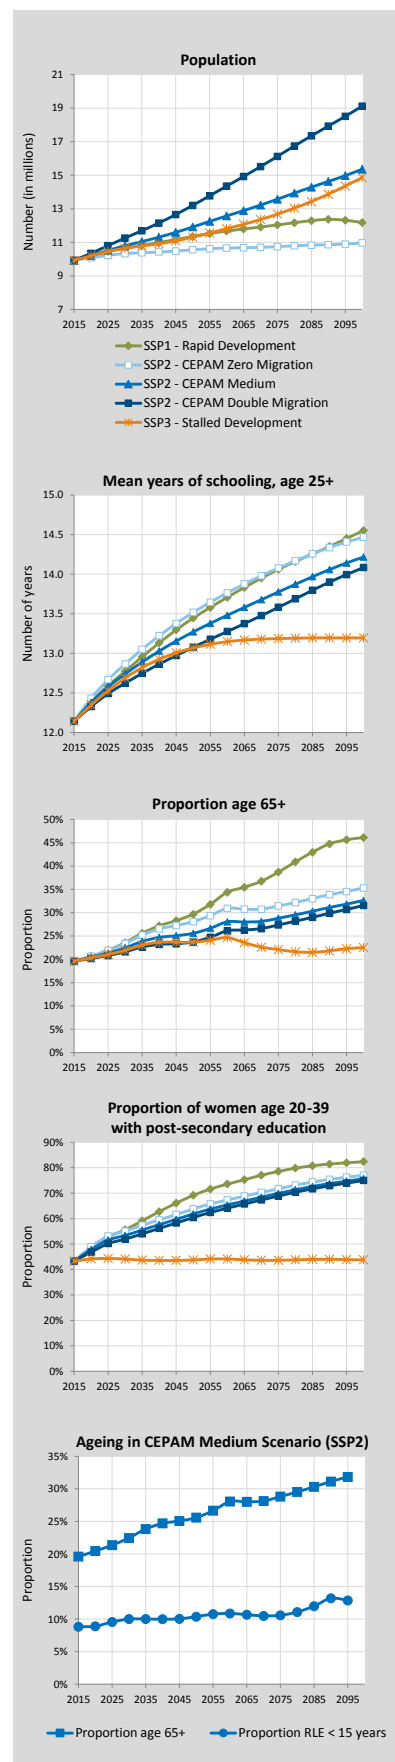 Population
Number (in millions)
21
19
17
15
13
11
9
7
2015 2025 2035 2045 2055 2065 2075 2085 2095
SSP1 - Rapid Development
SSP2 - CEPAM Zero Migration
SSP2 - CEPAM Medium
SSP2 - CEPAM Double Migration
SSP3 - Stalled Development
Mean years of schooling, age 25+
Number of years
15.0
14.5
14.0
13.5
13.0
12.5
12.0
2015 2025 2035 2045 2055 2065 2075 2085 2095
Proportion age 65+
Proportion
50%
45%
40%
35%
30%
25%
20%
15%
10%
5%
0%
2015 2025 2035 2045 2055 2065 2075 2085 2095
Proportion of women age 20-39
with post-secondary education
Proportion
90%
80%
70%
60%
50%
40%
30%
20%
10%
0%
2015 2025 2035 2045 2055 2065 2075 2085 2095
Ageing in CEPAM Medium Scenario (SSP2)
Proportion
35%
30%
25%
20%
15%
10%
5%
0%
2015 2025 2035 2045 2055 2065 2075 2085 2095
Proportion age 65+ Proportion RLE < 15 years